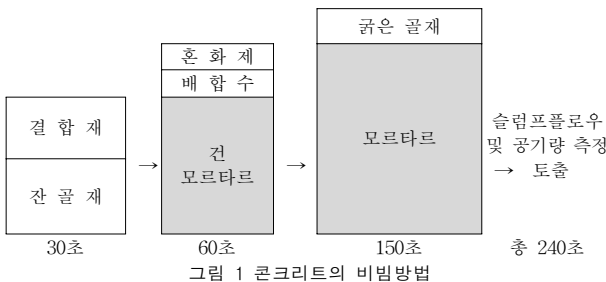 결 합 재
잔 골 재
30초
→
혼 화 제
배 합 수
건
모르타르
60초
→
굵은 골재
모르타르
150초
슬럼프플로우
및 공기량 측정
→ 토출
총 240초
그림 1 콘크리트의 비빔방법